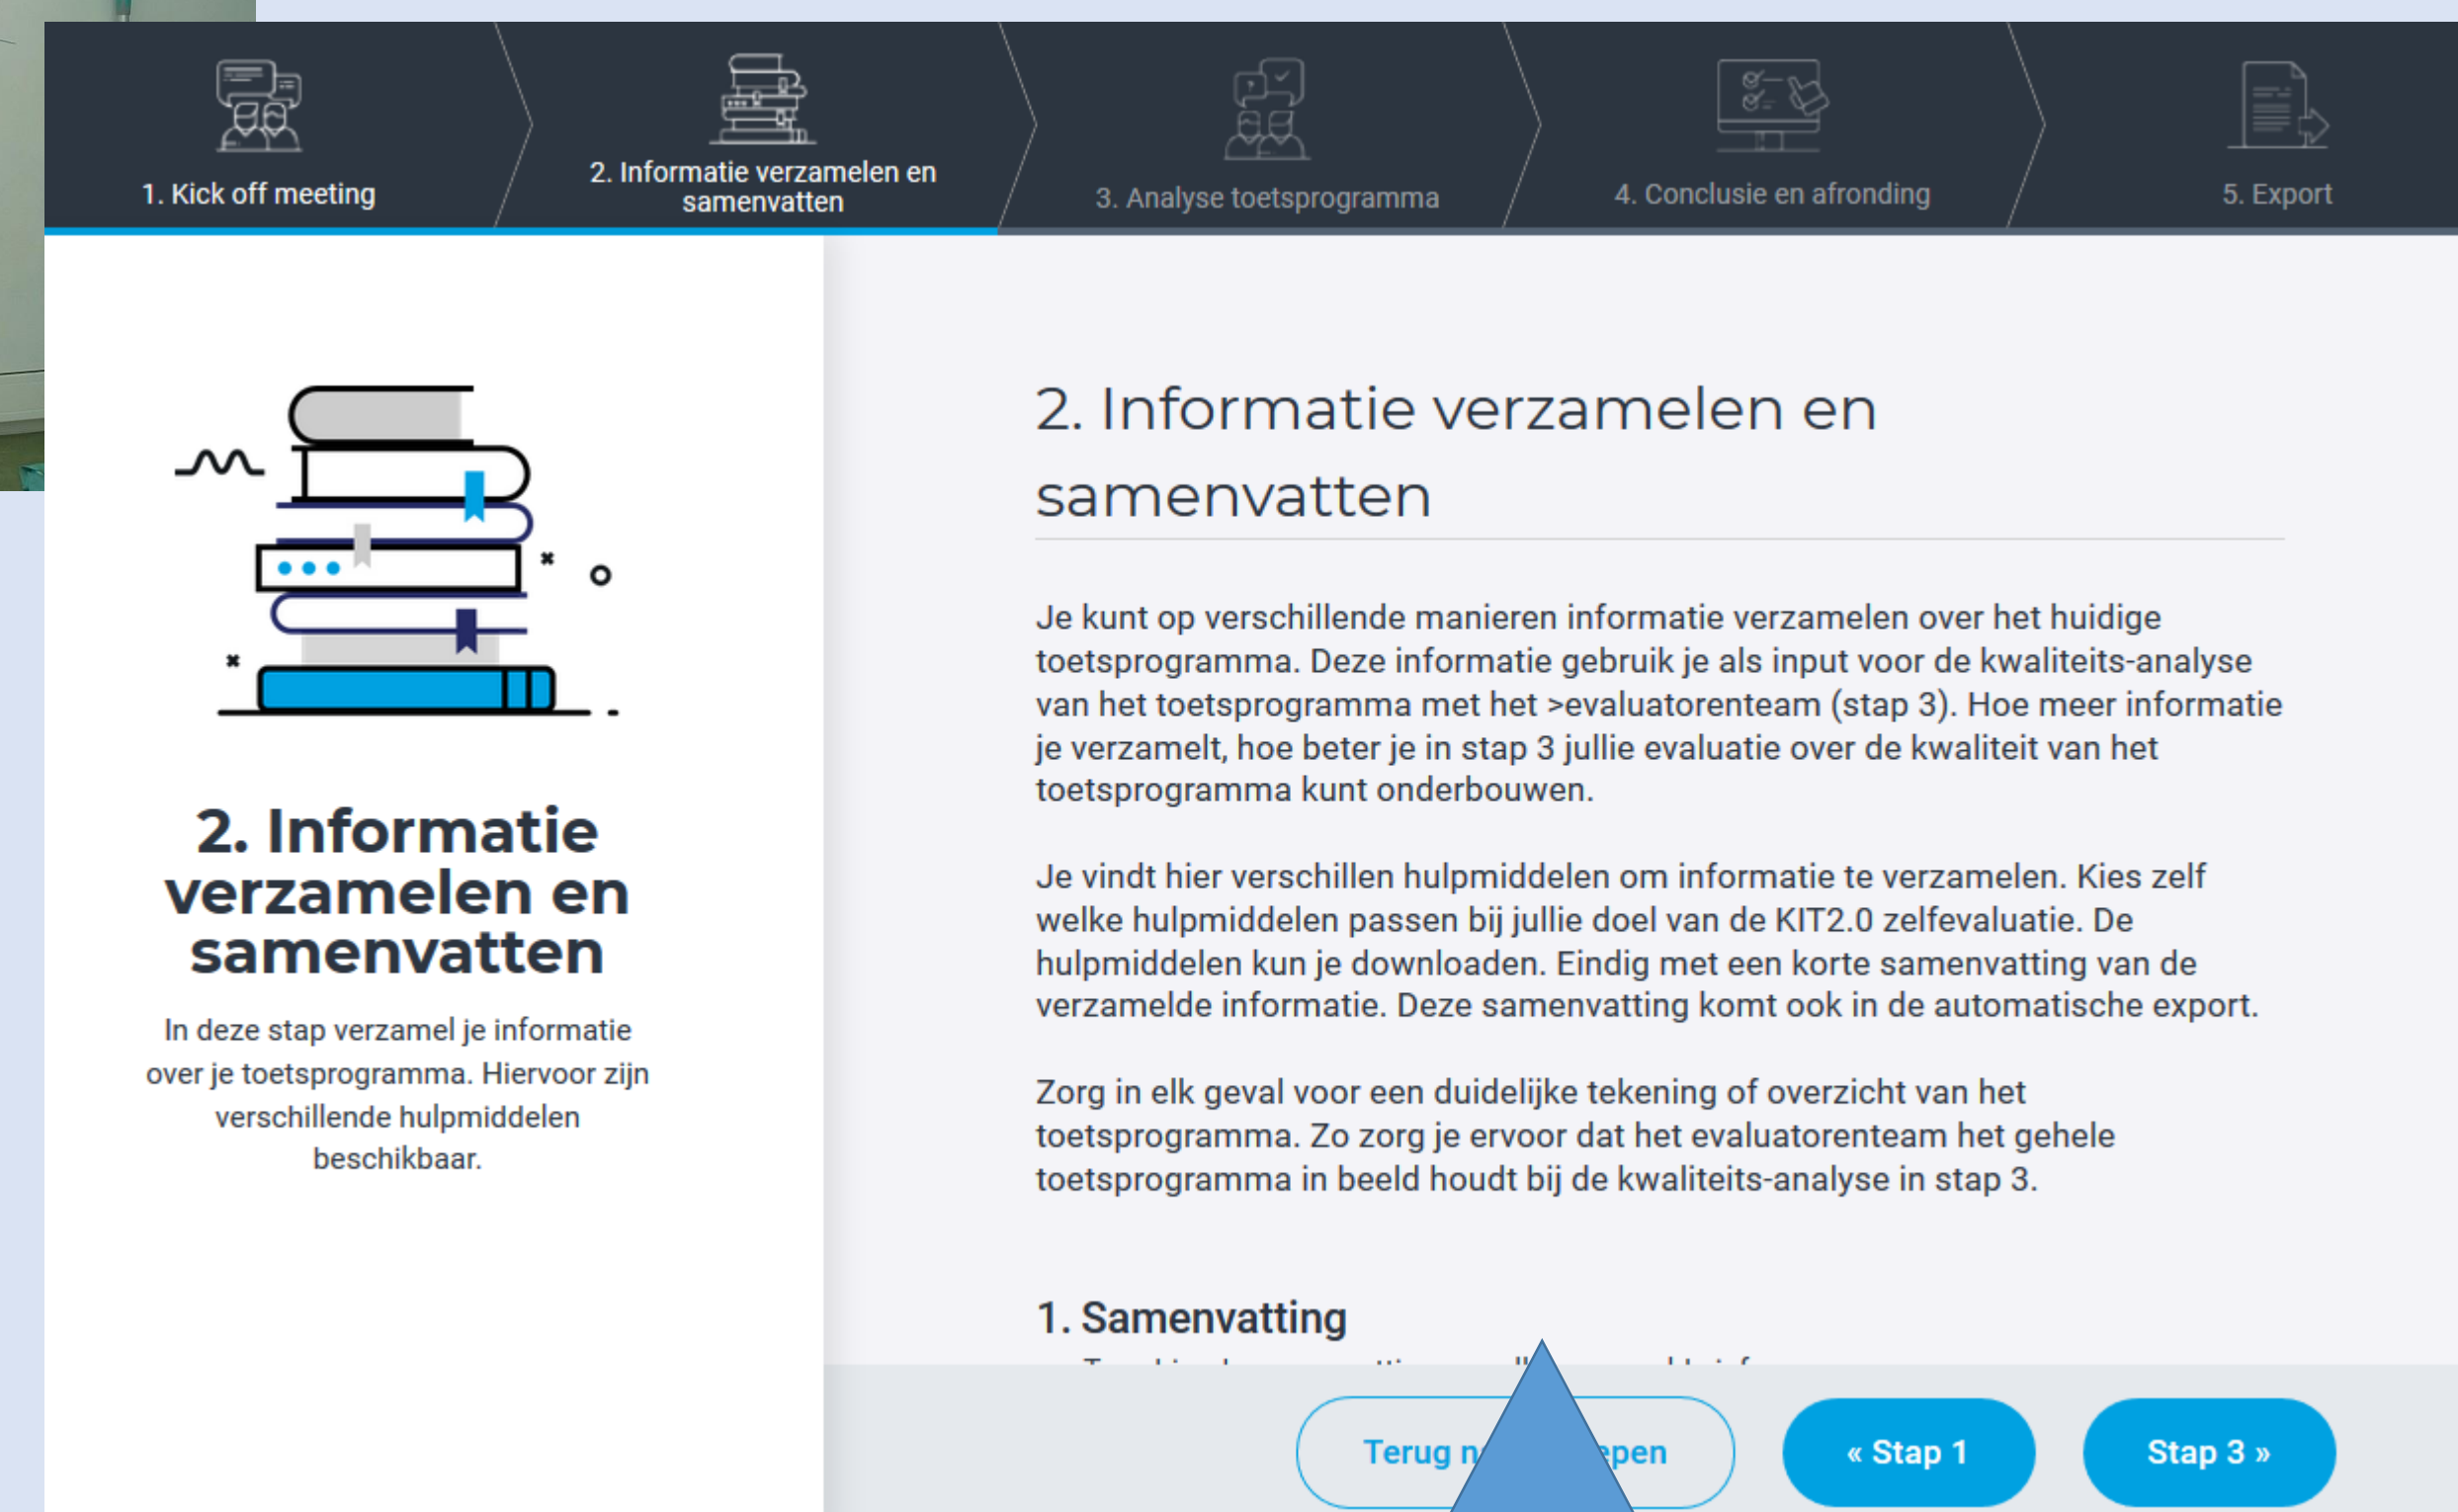 1. Kick off meeting
2. Informatie verzamelen en
samenvatten
3. Analyse toetsprogramma
4. Conclusie en afronding
5. Export
2. Informatie
verzamelen en
samenvatten
In deze stap verzamel je informatie
over je toetsprogramma. Hiervoor zijn
verschillende hulpmiddelen
beschikbaar.
2. Informatie verzamelen en
samenvatten
Je kunt op verschillende manieren informatie verzamelen over het huidige
toetsprogramma. Deze informatie gebruik je als input voor de kwaliteits-analyse
van het toetsprogramma met het >evaluatorenteam (stap 3). Hoe meer informatie
je verzamelt, hoe beter je in stap 3 jullie evaluatie over de kwaliteit van het
toetsprogramma kunt onderbouwen.
Je vindt hier verschillen hulpmiddelen om informatie te verzamelen. Kies zelf
welke hulpmiddelen passen bij jullie doel van de KIT2.0 zelfevaluatie. De
hulpmiddelen kun je downloaden. Eindig met een korte samenvatting van de
verzamelde informatie. Deze samenvatting komt ook in de automatische export.
Zorg in elk geval voor een duidelijke tekening of overzicht van het
toetsprogramma. Zo zorg je ervoor dat het evaluatorenteam het gehele
toetsprogramma in beeld houdt bij de kwaliteits-analyse in stap 3.
1. Samenvatting
Terug
« Stap 1
Stap 3 »